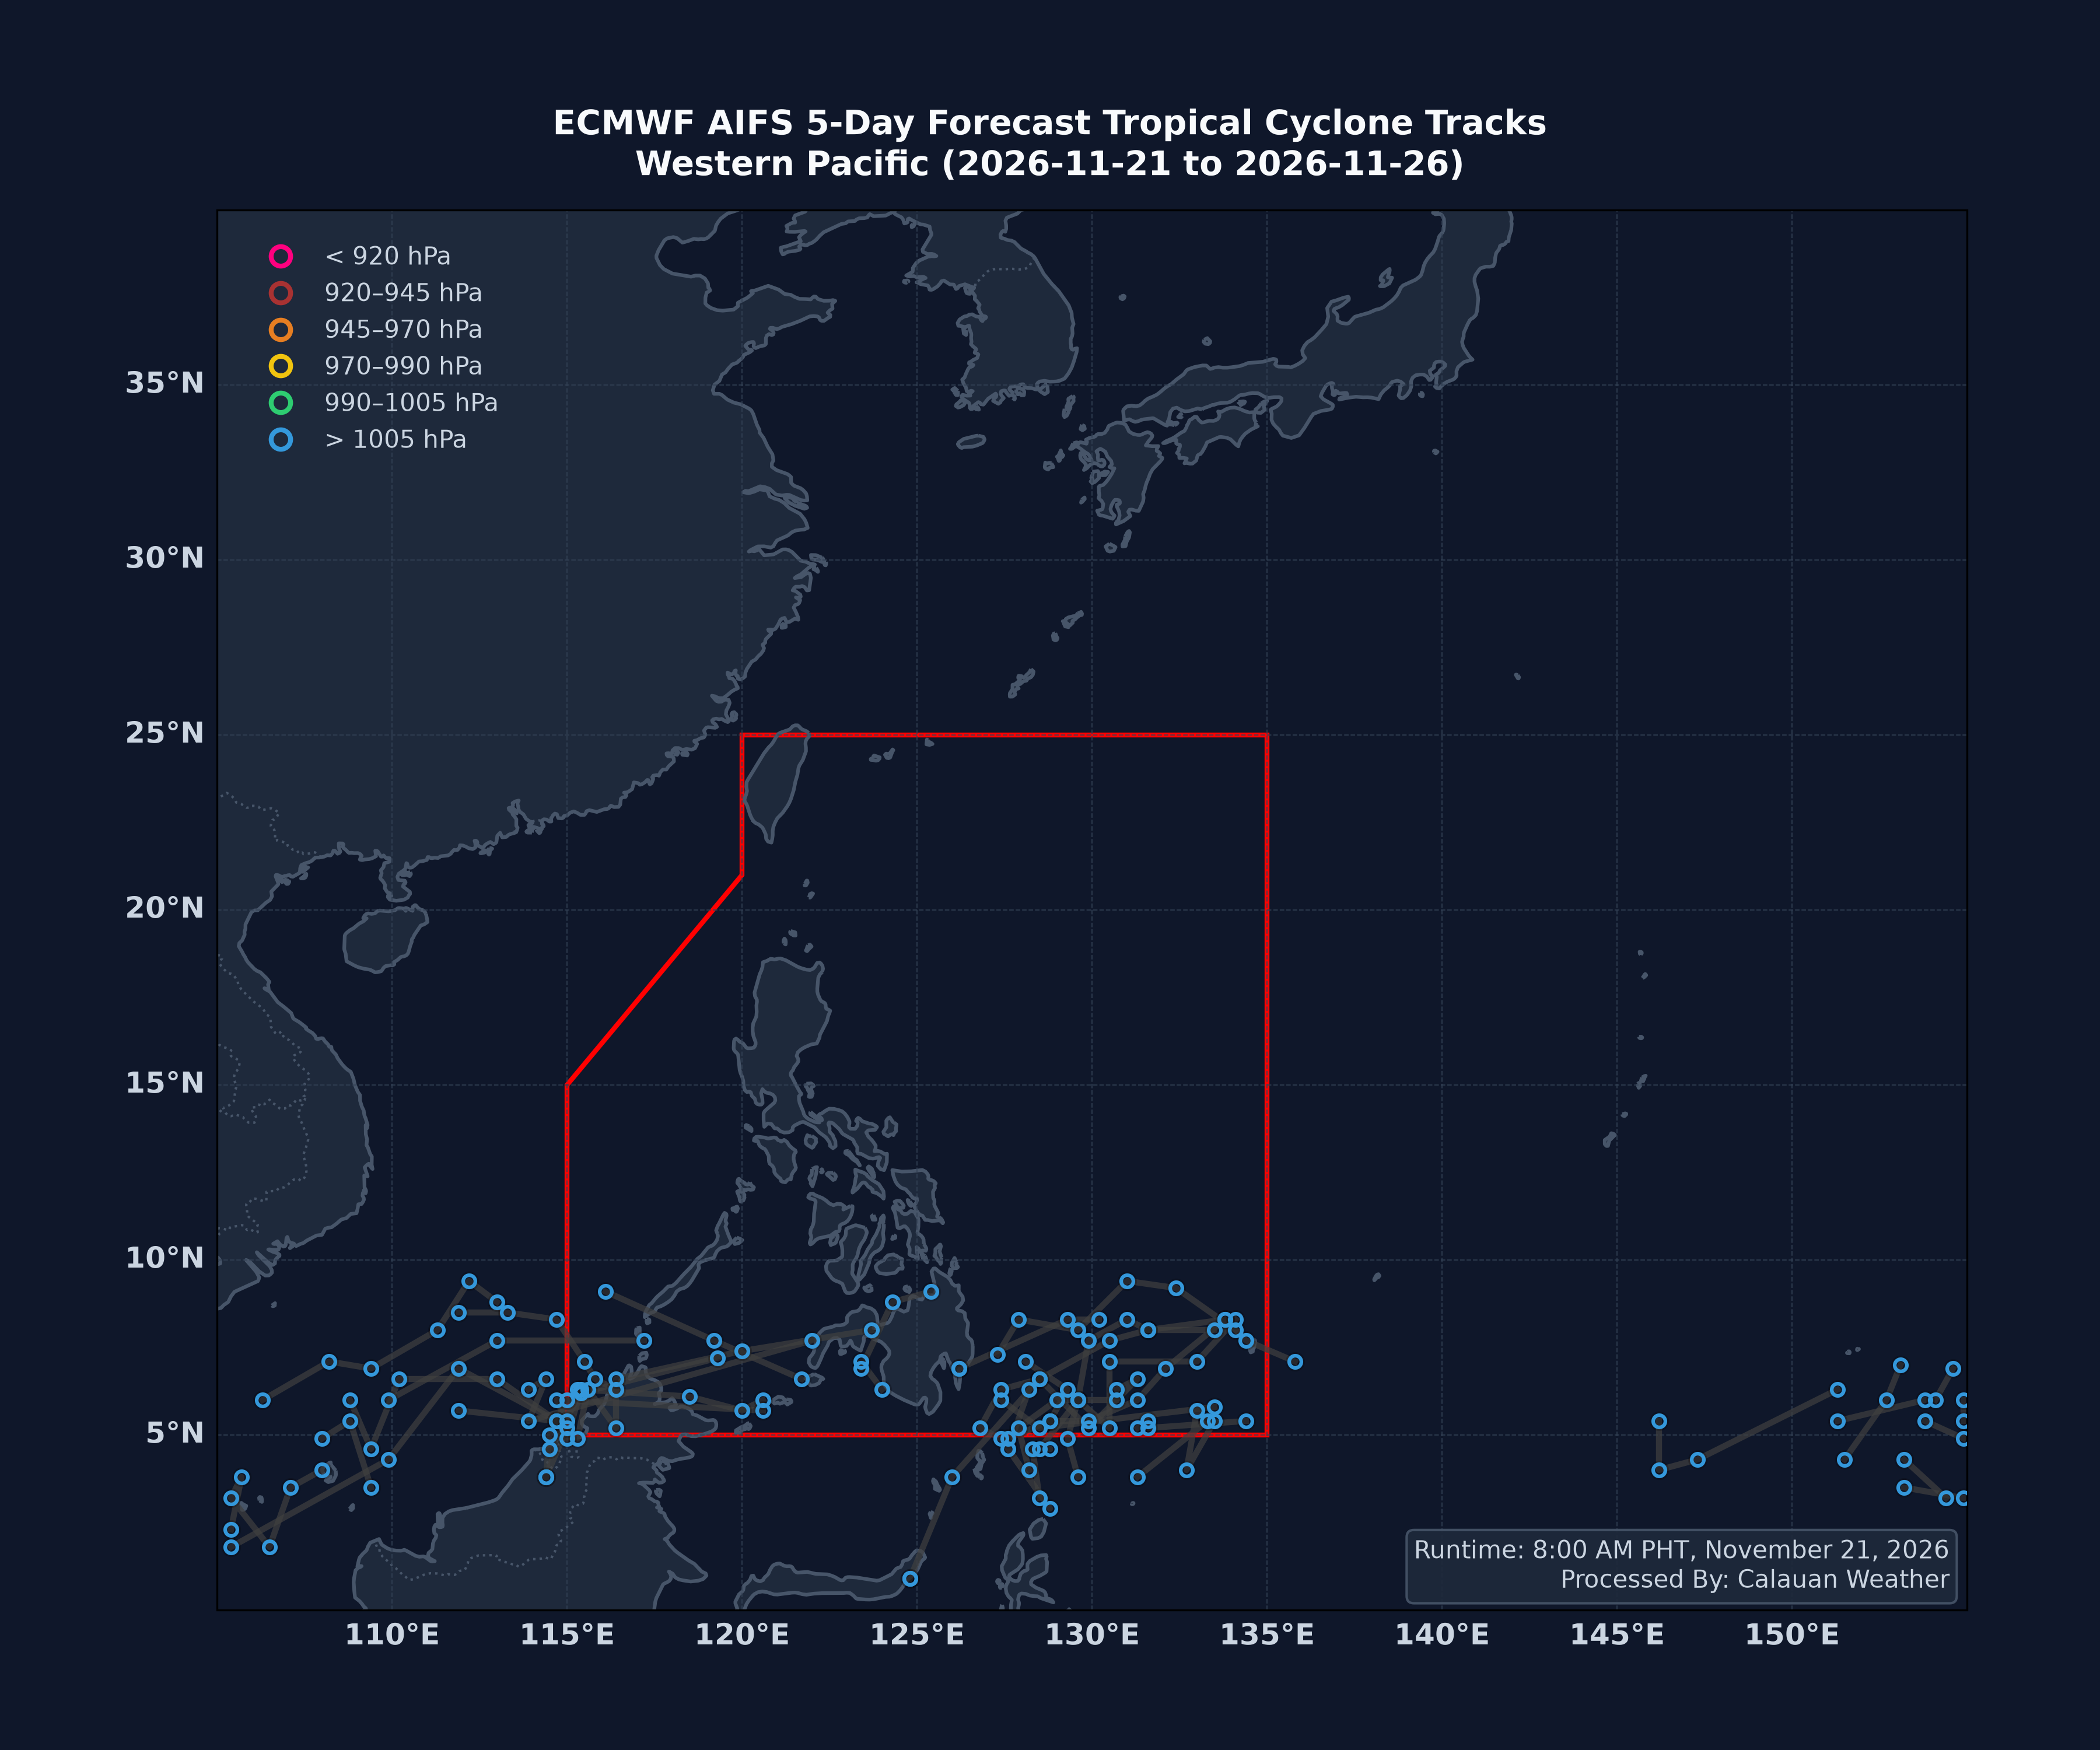 ECMWF AIFS 5-Day Forecast Tropical Cyclone Tracks
Western Pacific (2026-11-21 to 2026-11-26)
< 920 hPa
920–945 hPa
945–970 hPa
970–990 hPa
990–1005 hPa
> 1005 hPa
35°N
30°N
25°N
20°N
15°N
10°N
5°N
Runtime: 8:00 AM PHT, November 21, 2026
Processed By: Calauan Weather
110°E 115°E 120°E 125°E 130°E 135°E 140°E 145°E 150°E